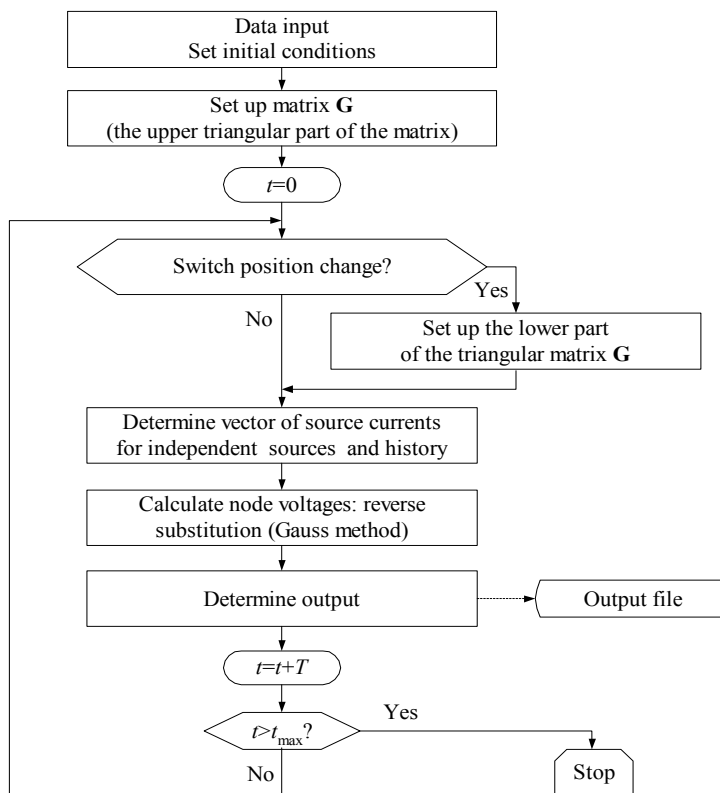 Data input
Set initial conditions
Set up matrix G
(the upper triangular part of the matrix)
t=0
Switch position change?
Yes
No
Set up the lower part
of the triangular matrix G
Determine vector of source currents
for independent sources and history
Calculate node voltages: reverse
substitution (Gauss method)
Determine output
Output file
t=t+T
t>tmax?
Yes
No
Stop